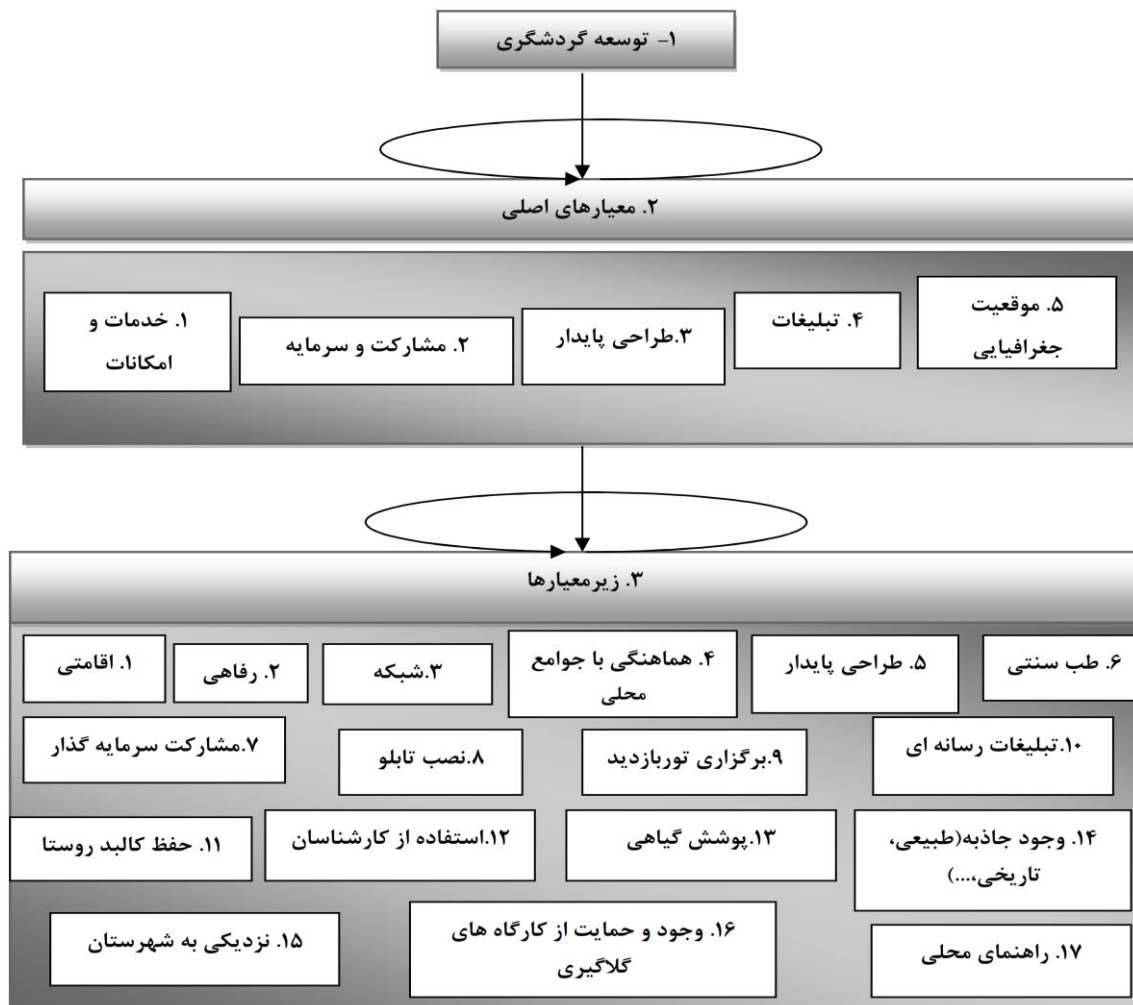 ۱- توسعه گردشگری
۲. معیارهای اصلی
۱. خدمات و
امکانات
۲. مشارکت و سرمایه
۳.طراحی پایدار
۴. تبلیغات
۵. موقعیت
جغرافیایی
۳. زیرمعیارها
۱. اقامتی
۲. رفاهی
۳.شبکه
۴. هماهنگی با جوامع
محلی
۵. طراحی پایدار
۶. طب سنتی
۷.مشارکت سرمایه گذار
۸.نصب تابلو
۹.برگزاری توربازدید
۱۰.تبلیغات رسانه ای
۱۱. حفظ کالبد روستا
۱۲.استفاده از کارشناسان
۱۳.پوشش گیاهی
۱۴. وجود جاذبه(طبیعی،
تاریخی،...)
۱۵. نزدیکی به شهرستان
۱۶. وجود و حمایت از کارگاه های
گلاگیری
۱۷. راهنمای محلی